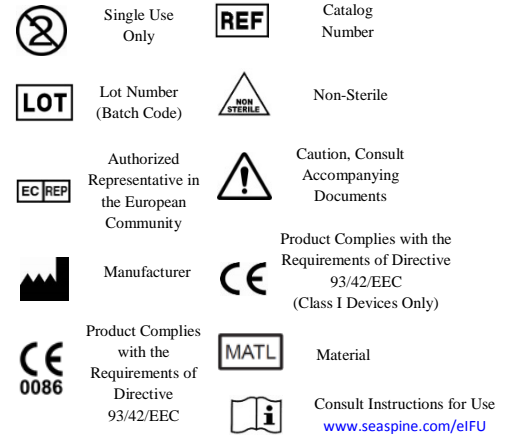 2
Single Use
Only
REF
Catalog
Number
LOT
Lot Number
(Batch Code)
NON
STERILE
Non-Sterile
EC REP
Authorized
Representative in
the European
Community
!
Caution, Consult
Accompanying
Documents
Manufacturer
CE
Product Complies with the
Requirements of Directive
93/42/EEC
(Class I Devices Only)
CE
0086
Product Complies
with the
Requirements of
Directive
93/42/EEC
MATL
Material
i
Consult Instructions for Use
www.seaspine.com/eIFU